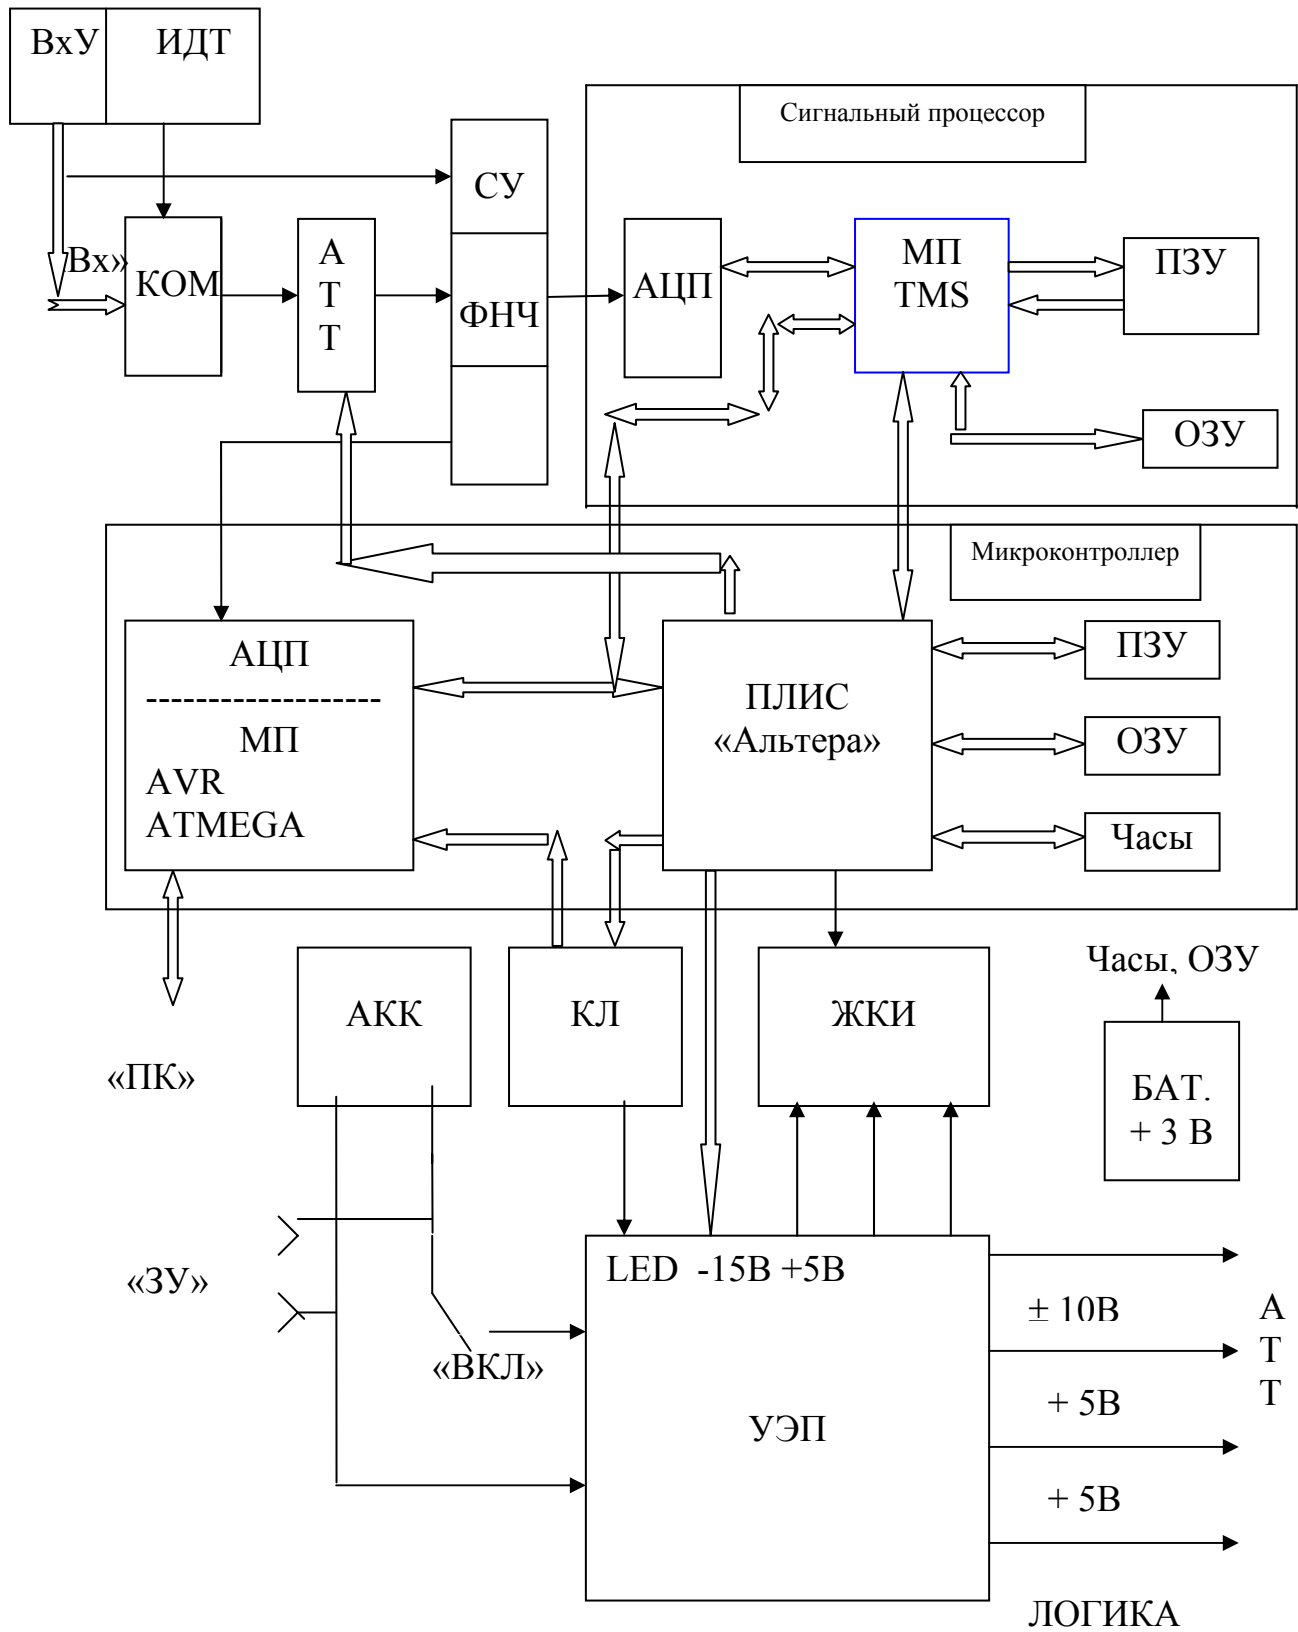 ВхУ ИДТ
Сигнальный процессор
СУ
Вх»
КОМ
А
Т
Т
ФНЧ
АЦП
МП
TMS
ПЗУ
ОЗУ
Микроконтроллер
АЦП
МП
AVR
ATMEGA
ПЛИС
«Альтера»
ПЗУ
ОЗУ
Часы
АКК
КЛ
ЖКИ
Часы, ОЗУ
«ПК»
БАТ.
+ 3 В
«ЗУ»
«ВКЛ»
LED -15В +5В
УЭП
± 10В
+ 5В
+ 5В
А
Т
Т
ЛОГИКА